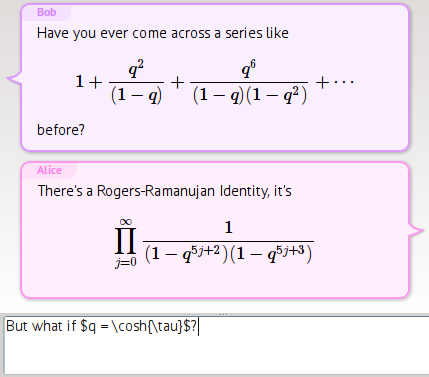 Bob
Have you ever come across a series like
1 + \frac{q^2}{(1 - q)} + \frac{q^6}{(1 - q)(1 - q^2)} + \cdots
before?
Alice
There's a Rogers-Ramanujan Identity, it's
\prod_{j=0}^{\infty} \frac{1}{(1 - q^{5j+2})(1 - q^{5j+3})}
But what if $q = \cosh{\tau}$?